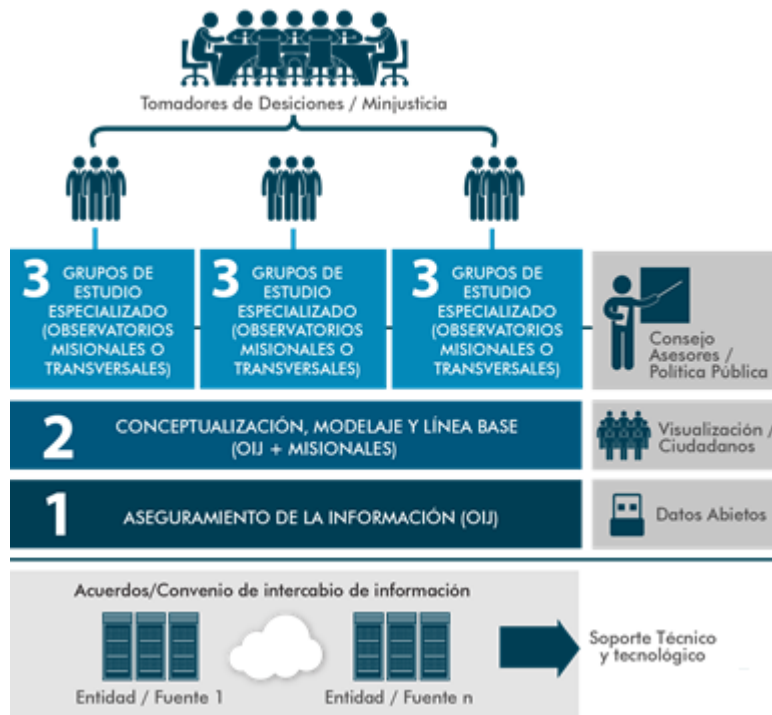 Tomadores de Desiciones / Minjusticia
3 GRUPOS DE
ESTUDIO
ESPECIALIZADO
(OBSERVATORIOS
MISIONALES O
TRANSVERSALES)
3 GRUPOS DE
ESTUDIO
ESPECIALIZADO
(OBSERVATORIOS
MISIONALES O
TRANSVERSALES)
3 GRUPOS DE
ESTUDIO
ESPECIALIZADO
(OBSERVATORIOS
MISIONALES O
TRANSVERSALES)
Consejo
Asesores /
Política Pública
2 CONCEPTUALIZACIÓN, MODELAJE Y LÍNEA BASE
(OIJ + MISIONALES)
Visualización /
Ciudadanos
1 ASEGURAMIENTO DE LA INFORMACIÓN (OIJ)
Datos Abietos
Acuerdos/Convenio de intercabio de información
Entidad / Fuente 1
Entidad / Fuente n
Soporte Técnico
y tecnológico